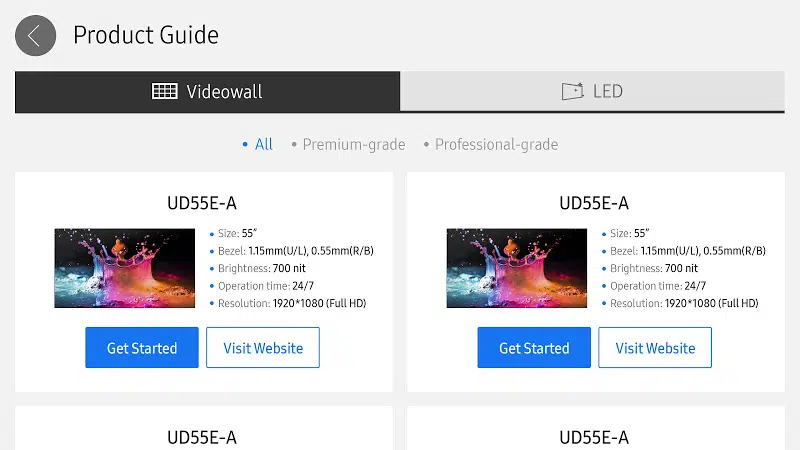 Product Guide
Videowall
LED
• All • Premium-grade • Professional-grade
UD55E-A
• Size: 55"
• Bezel: 1.15mm(U/L), 0.55mm(R/B)
• Brightness: 700 nit
• Operation time: 24/7
• Resolution: 1920*1080 (Full HD)
Get Started
Visit Website
UD55E-A
• Size: 55"
• Bezel: 1.15mm(U/L), 0.55mm(R/B)
• Brightness: 700 nit
• Operation time: 24/7
• Resolution: 1920*1080 (Full HD)
Get Started
Visit Website
UD55E-A
UD55E-A